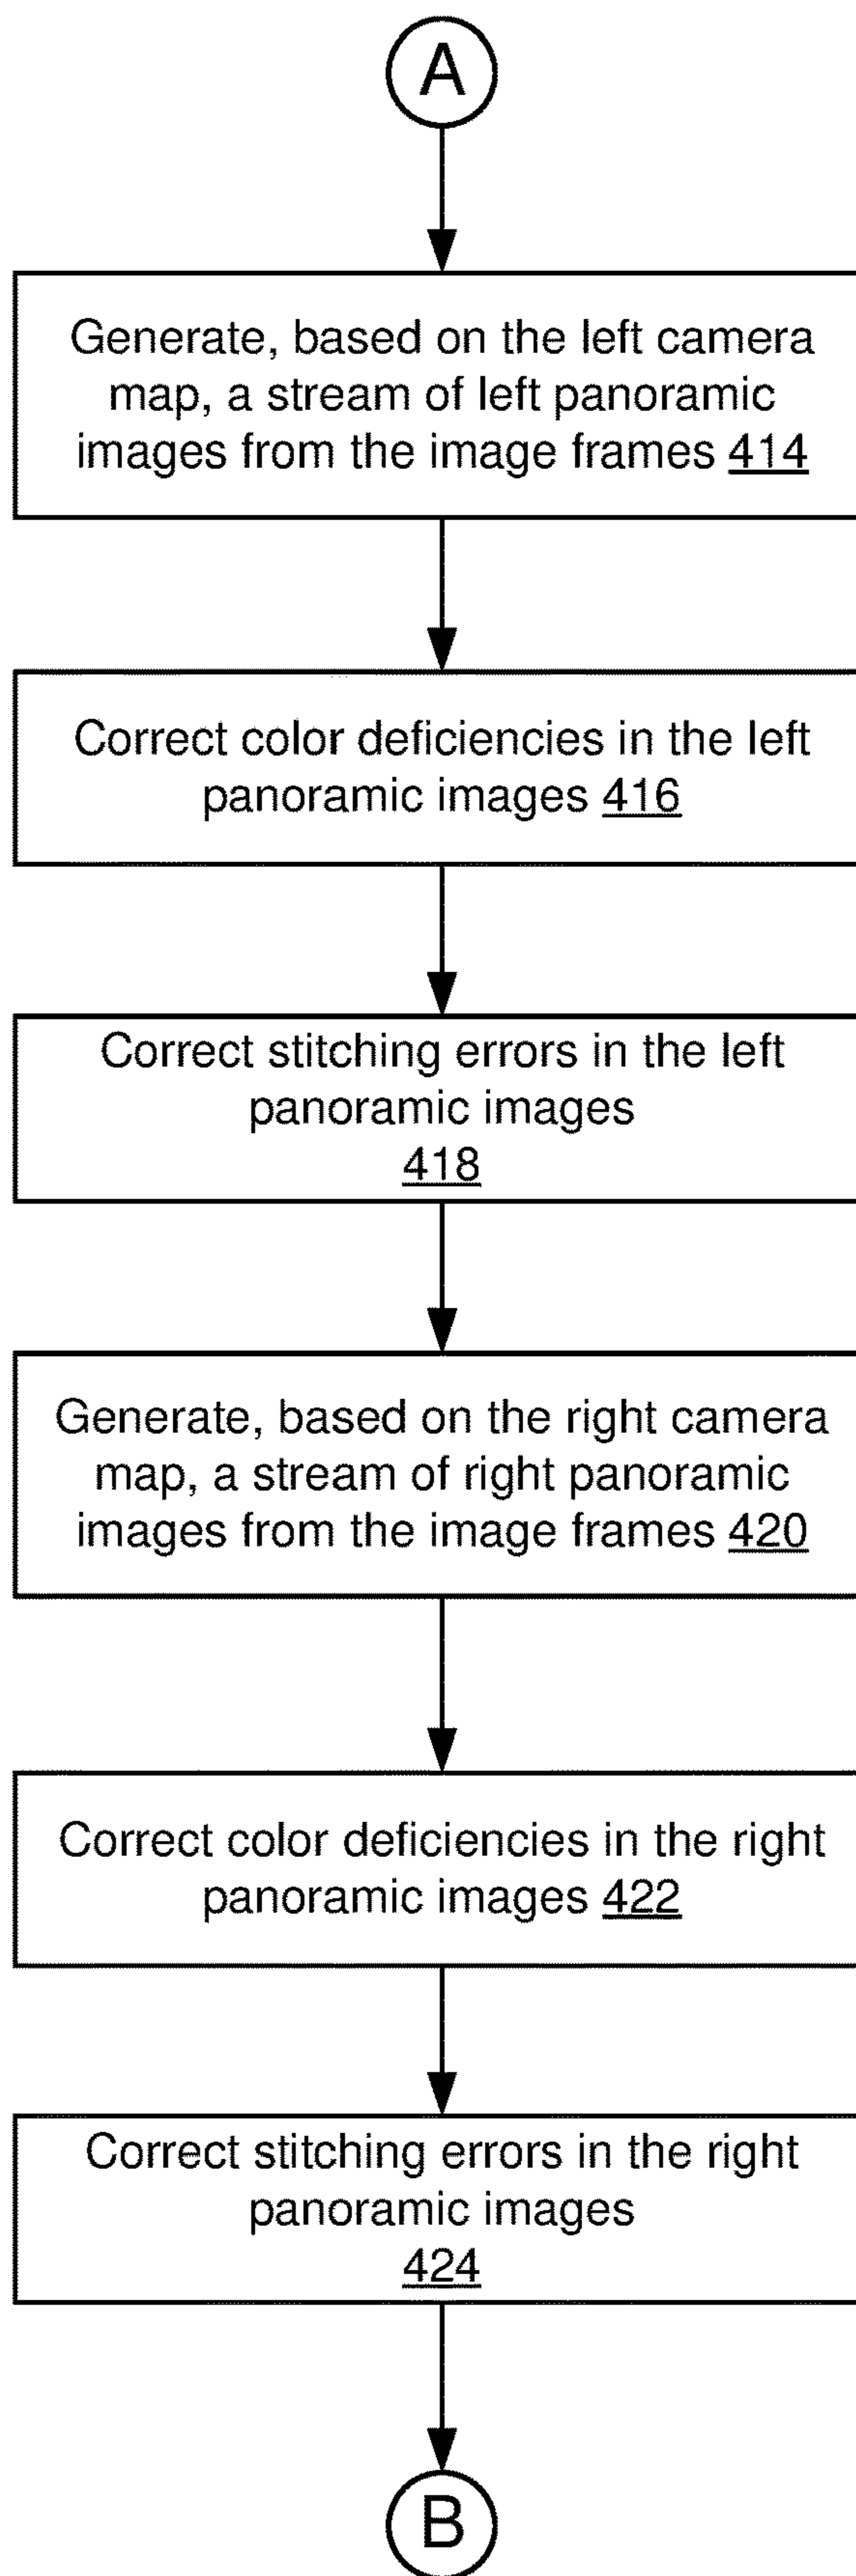 A
Generate, based on the left camera
map, a stream of left panoramic
images from the image frames 414
Correct color deficiencies in the left
panoramic images 416
Correct stitching errors in the left
panoramic images
418
Generate, based on the right camera
map, a stream of right panoramic
images from the image frames 420
Correct color deficiencies in the right
panoramic images 422
Correct stitching errors in the right
panoramic images
424
B